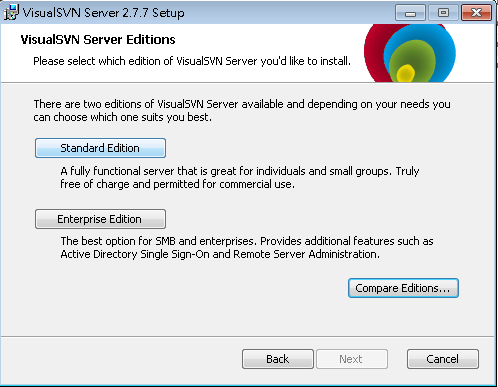 VisualSVN Server 2.7.7 Setup
VisualSVN Server Editions
Please select which edition of VisualSVN Server you'd like to install.
There are two editions of VisualSVN Server available and depending on your needs you
can choose which one suits you best.
Standard Edition
A fully functional server that is great for individuals and small groups. Truly
free of charge and permitted for commercial use.
Enterprise Edition
The best option for SMB and enterprises. Provides additional features such as
Active Directory Single Sign-On and Remote Server Administration.
Compare Editions...
Back
Next
Cancel